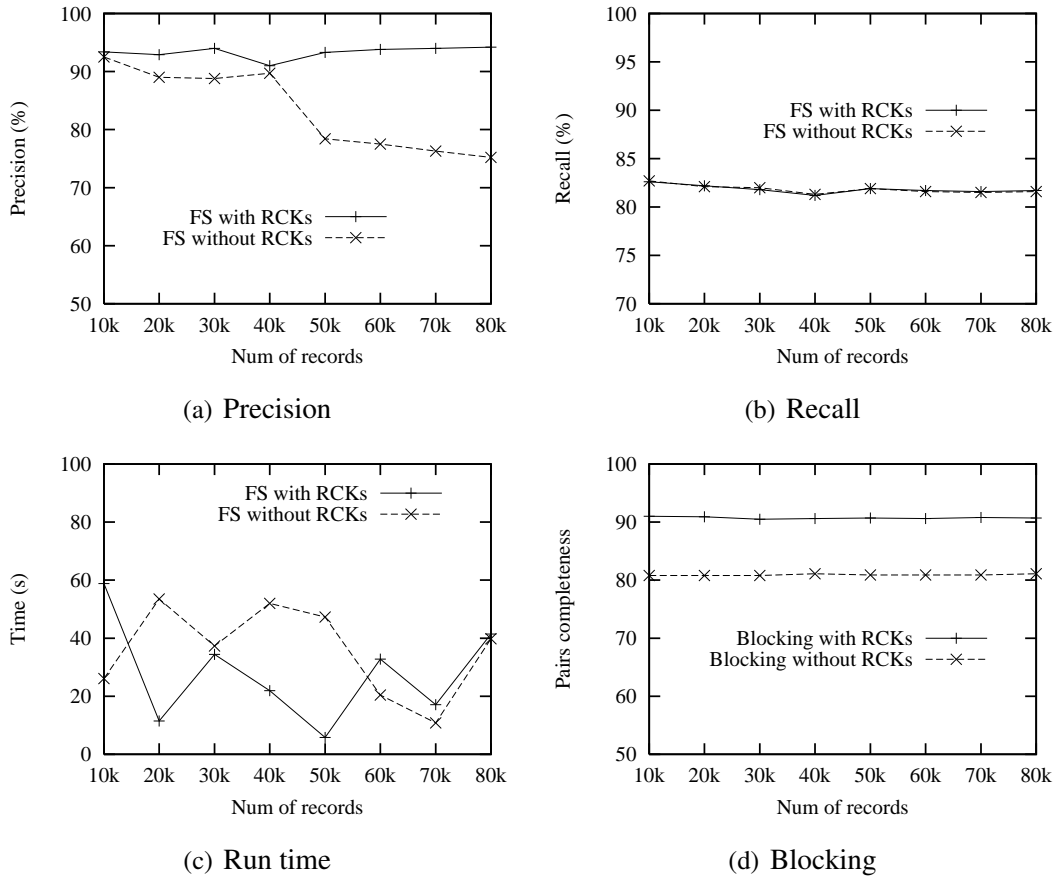 100
90
80
70
60
50
Precision (%)
FS with RCKs
FS without RCKs
10k 20k 30k 40k 50k 60k 70k 80k
Num of records
(a) Precision
100
95
90
85
80
75
70
Recall (%)
FS with RCKs
FS without RCKs
10k 20k 30k 40k 50k 60k 70k 80k
Num of records
(b) Recall
100
80
60
40
20
0
Time (s)
FS with RCKs
FS without RCKs
10k 20k 30k 40k 50k 60k 70k 80k
Num of records
(c) Run time
100
90
80
70
60
50
Pairs completeness
Blocking with RCKs
Blocking without RCKs
10k 20k 30k 40k 50k 60k 70k 80k
Num of records
(d) Blocking